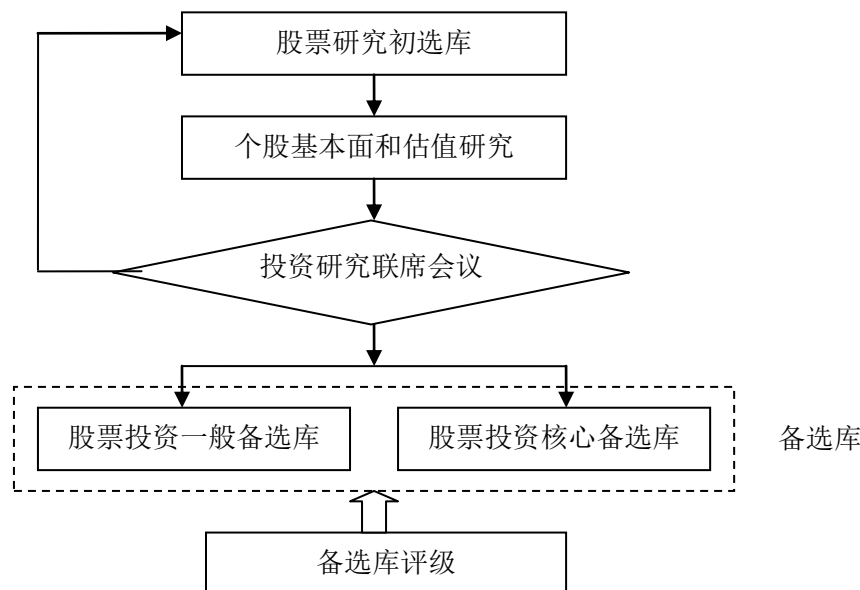 股票研究初选库
个股基本面和估值研究
投资研究联席会议
股票投资一般备选库
股票投资核心备选库
备选库
备选库评级